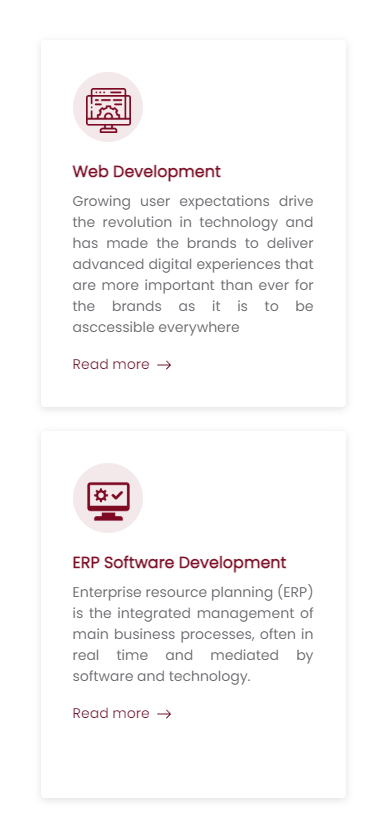 Web Development
Growing user expectations drive
the revolution in technology and
has made the brands to deliver
advanced digital experiences that
are more important than ever for
the brands as it is to be
asccessible everywhere
Read more →
ERP Software Development
Enterprise resource planning (ERP)
is the integrated management of
main business processes, often in
real time and mediated by
software and technology.
Read more →